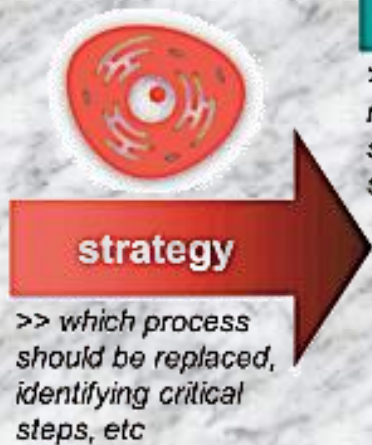 strategy
>> which process
should be replaced,
identifying critical
steps, etc